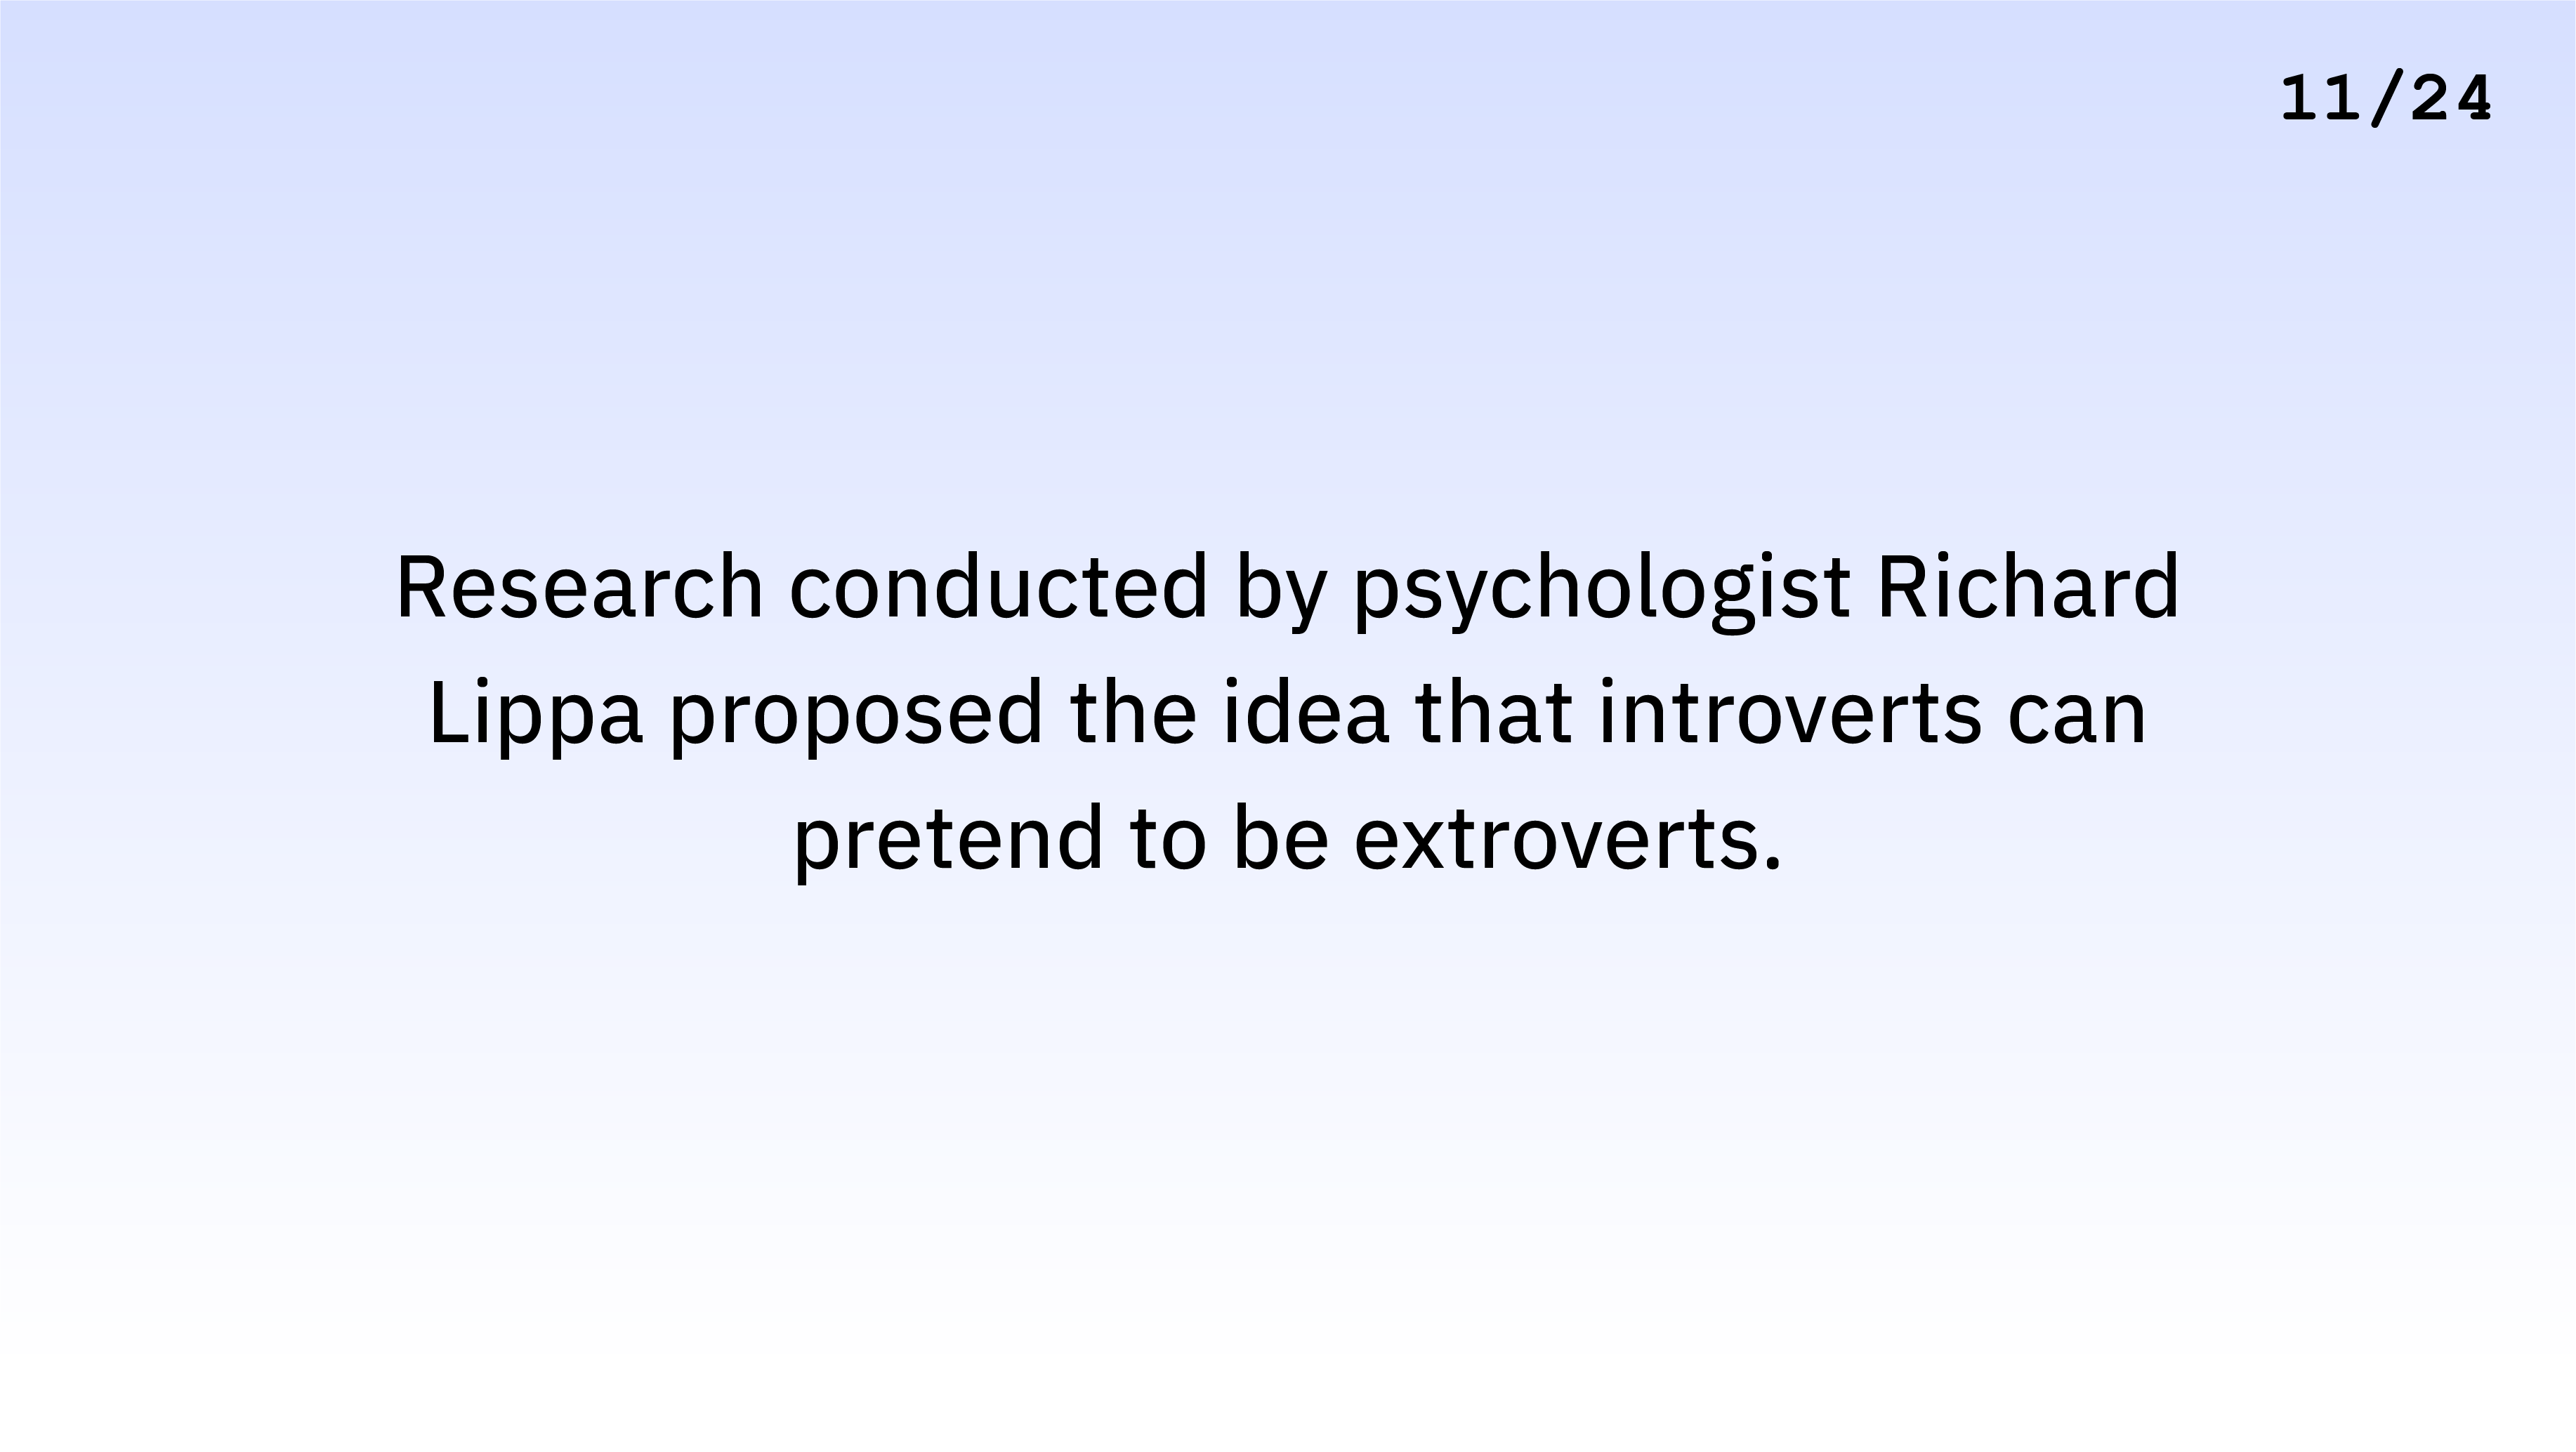 11/24
Research conducted by psychologist Richard
Lippa proposed the idea that introverts can
pretend to be extroverts.